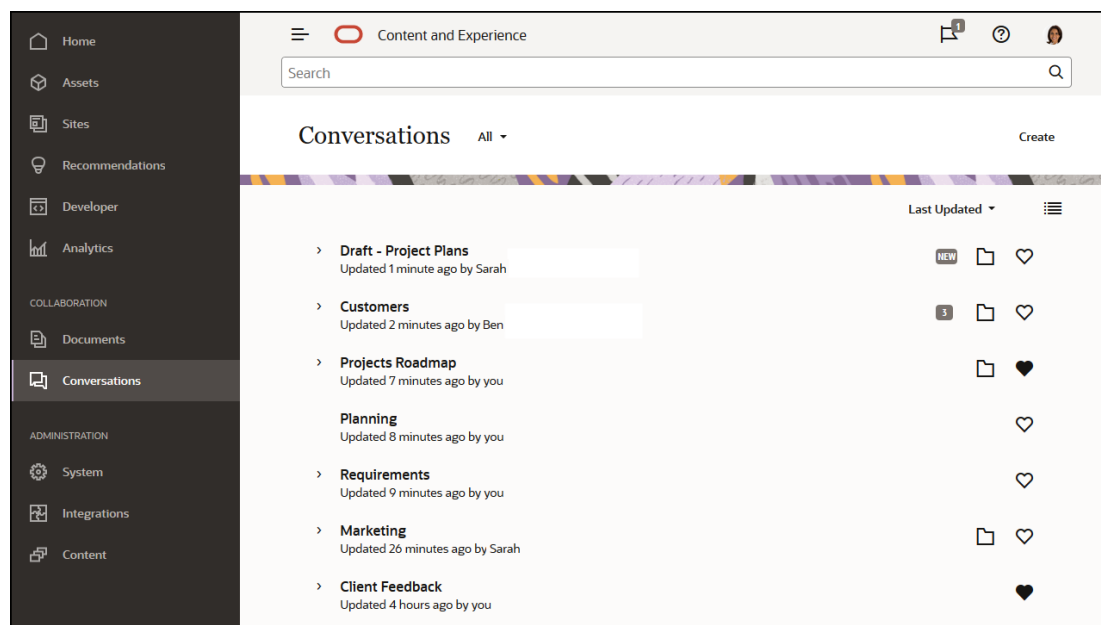 Home
Assets
Sites
Recommendations
Developer
Analytics
COLLABORATION
Documents
Conversations
ADMINISTRATION
System
Integrations
Content
Content and Experience
1
Search
Conversations All
Create
Last Updated
Draft - Project Plans
Updated 1 minute ago by Sarah
NEW
Customers
Updated 2 minutes ago by Ben
3
Projects Roadmap
Updated 7 minutes ago by you
Planning
Updated 8 minutes ago by you
Requirements
Updated 9 minutes ago by you
Marketing
Updated 26 minutes ago by Sarah
Client Feedback
Updated 4 hours ago by you